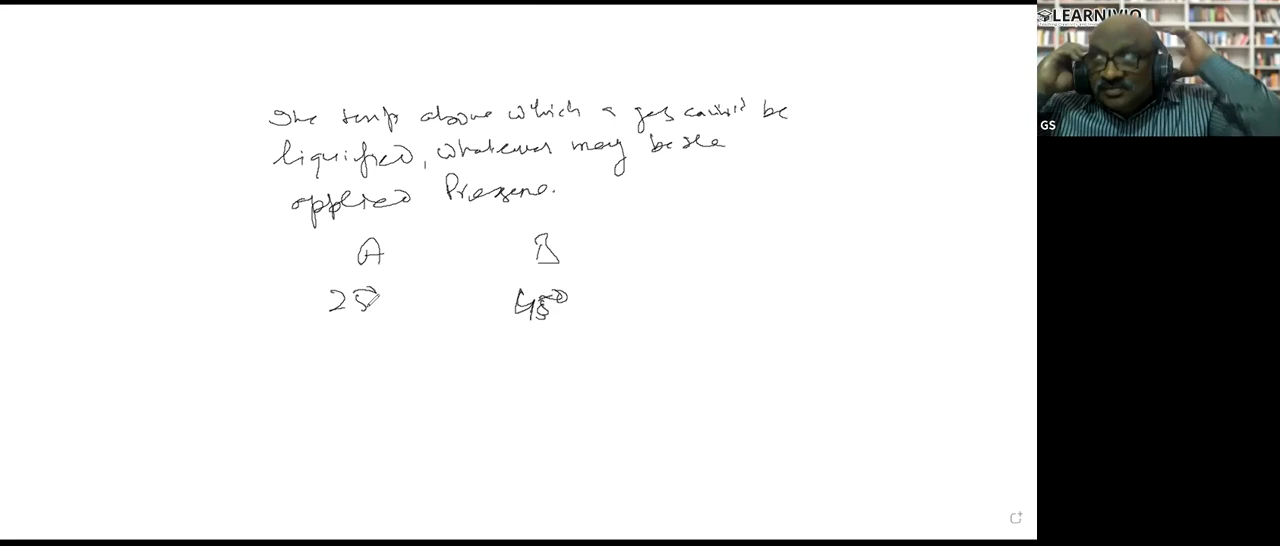 The temp above which a gas cannot be
liquified, whatever may be the
applied Pressure.
A B
25° 45°
LEARNIVIO
GS